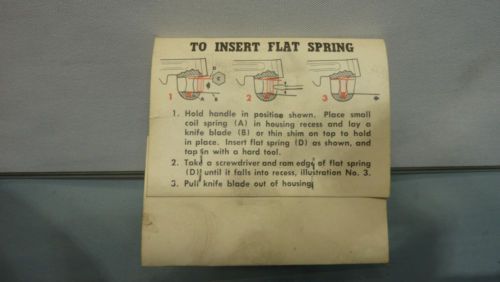 TO INSERT FLAT SPRING
1 2 3
A B
1. Hold handle in position shown. Place small
coil spring (A) in housing recess and lay a
knife blade (B) or thin shim on top to hold
in place. Insert flat spring (D) as shown, and
tap in with a hard tool.
2. Take a screwdriver and ram edge of flat spring
(D) until it falls into recess, illustration No. 3.
3. Pull knife blade out of housing.